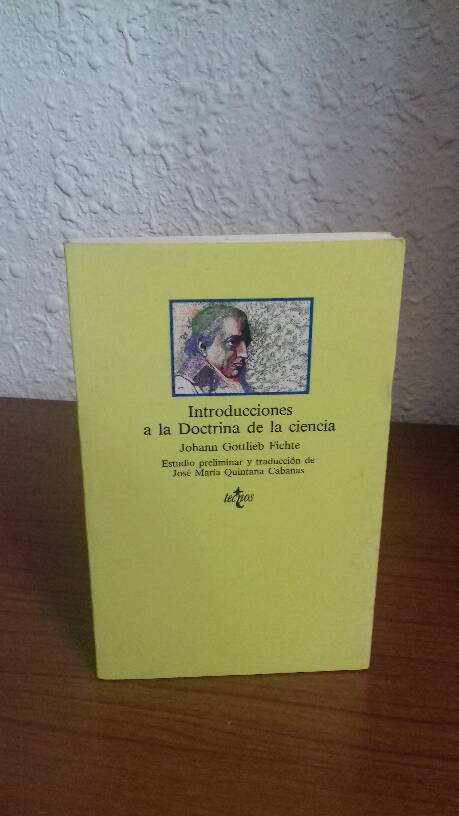 Introducciones
a la Doctrina de la ciencia
Johann Gottlieb Fichte
Estudio preliminar y traducción de
José María Quintana Cabanas
tecnos